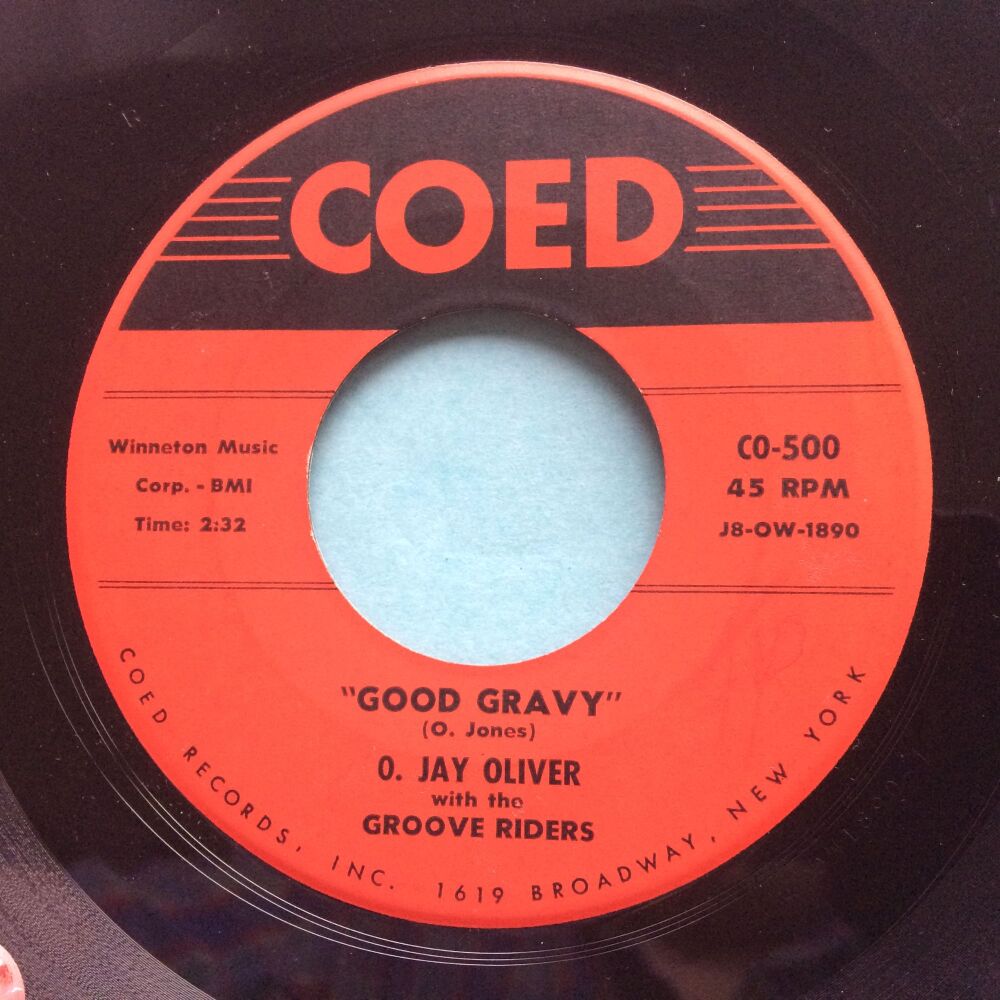 COED
Winneton Music
Corp. - BMI
Time: 2:32
CO-500
45 RPM
J8-OW-1890
"GOOD GRAVY"
(O. Jones)
O. JAY OLIVER
with the
GROOVE RIDERS
COED RECORDS, INC. 1619 BROADWAY, NEW YORK